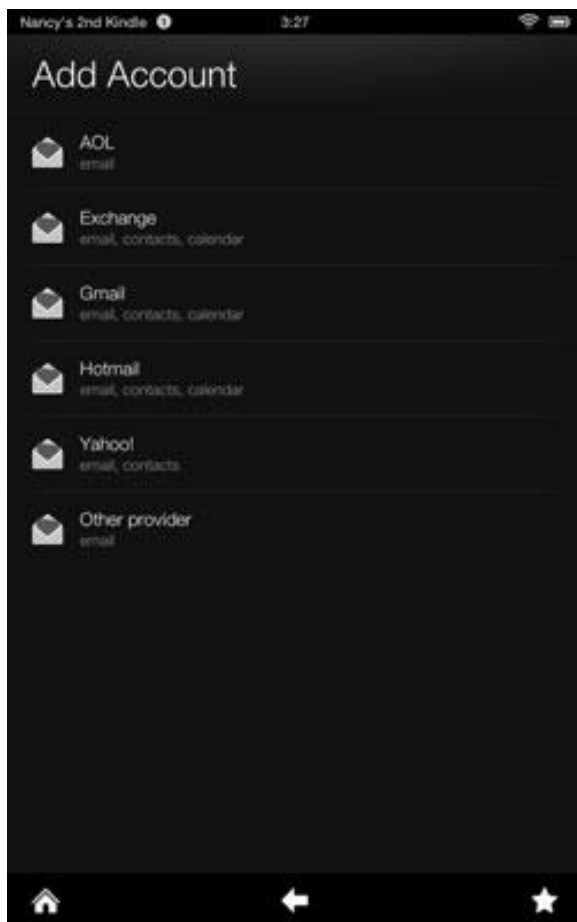 Nancy's 2nd Kindle 1 3:27
Add Account
AOL
email
Exchange
email, contacts, calendar
Gmail
email, contacts, calendar
Hotmail
email, contacts, calendar
Yahoo!
email, contacts
Other provider
email